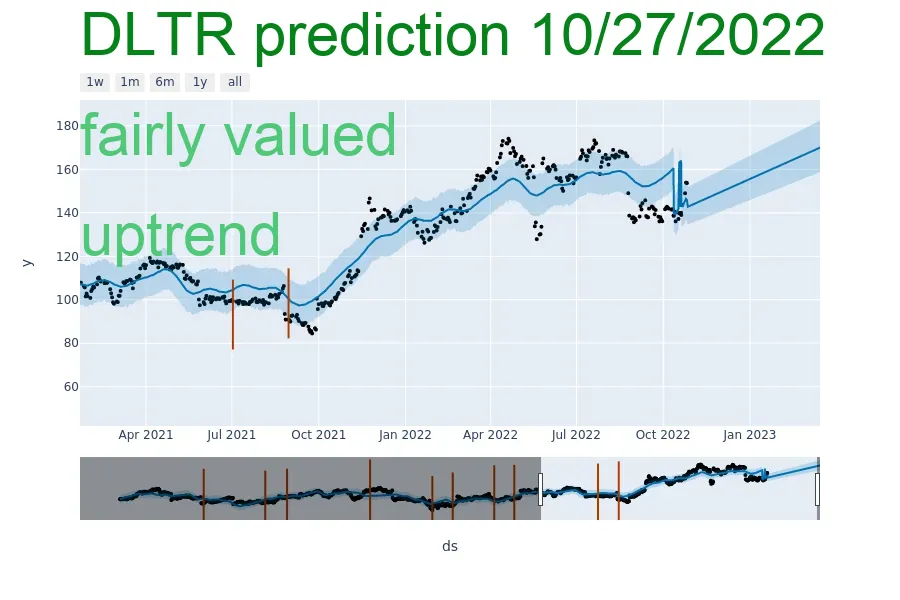 DLTR prediction 10/27/2022
1w 1m 6m 1y all
180
fairly valued
160
140
uptrend
120
100
80
60
y
Apr 2021 Jul 2021 Oct 2021 Jan 2022 Apr 2022 Jul 2022 Oct 2022 Jan 2023
ds